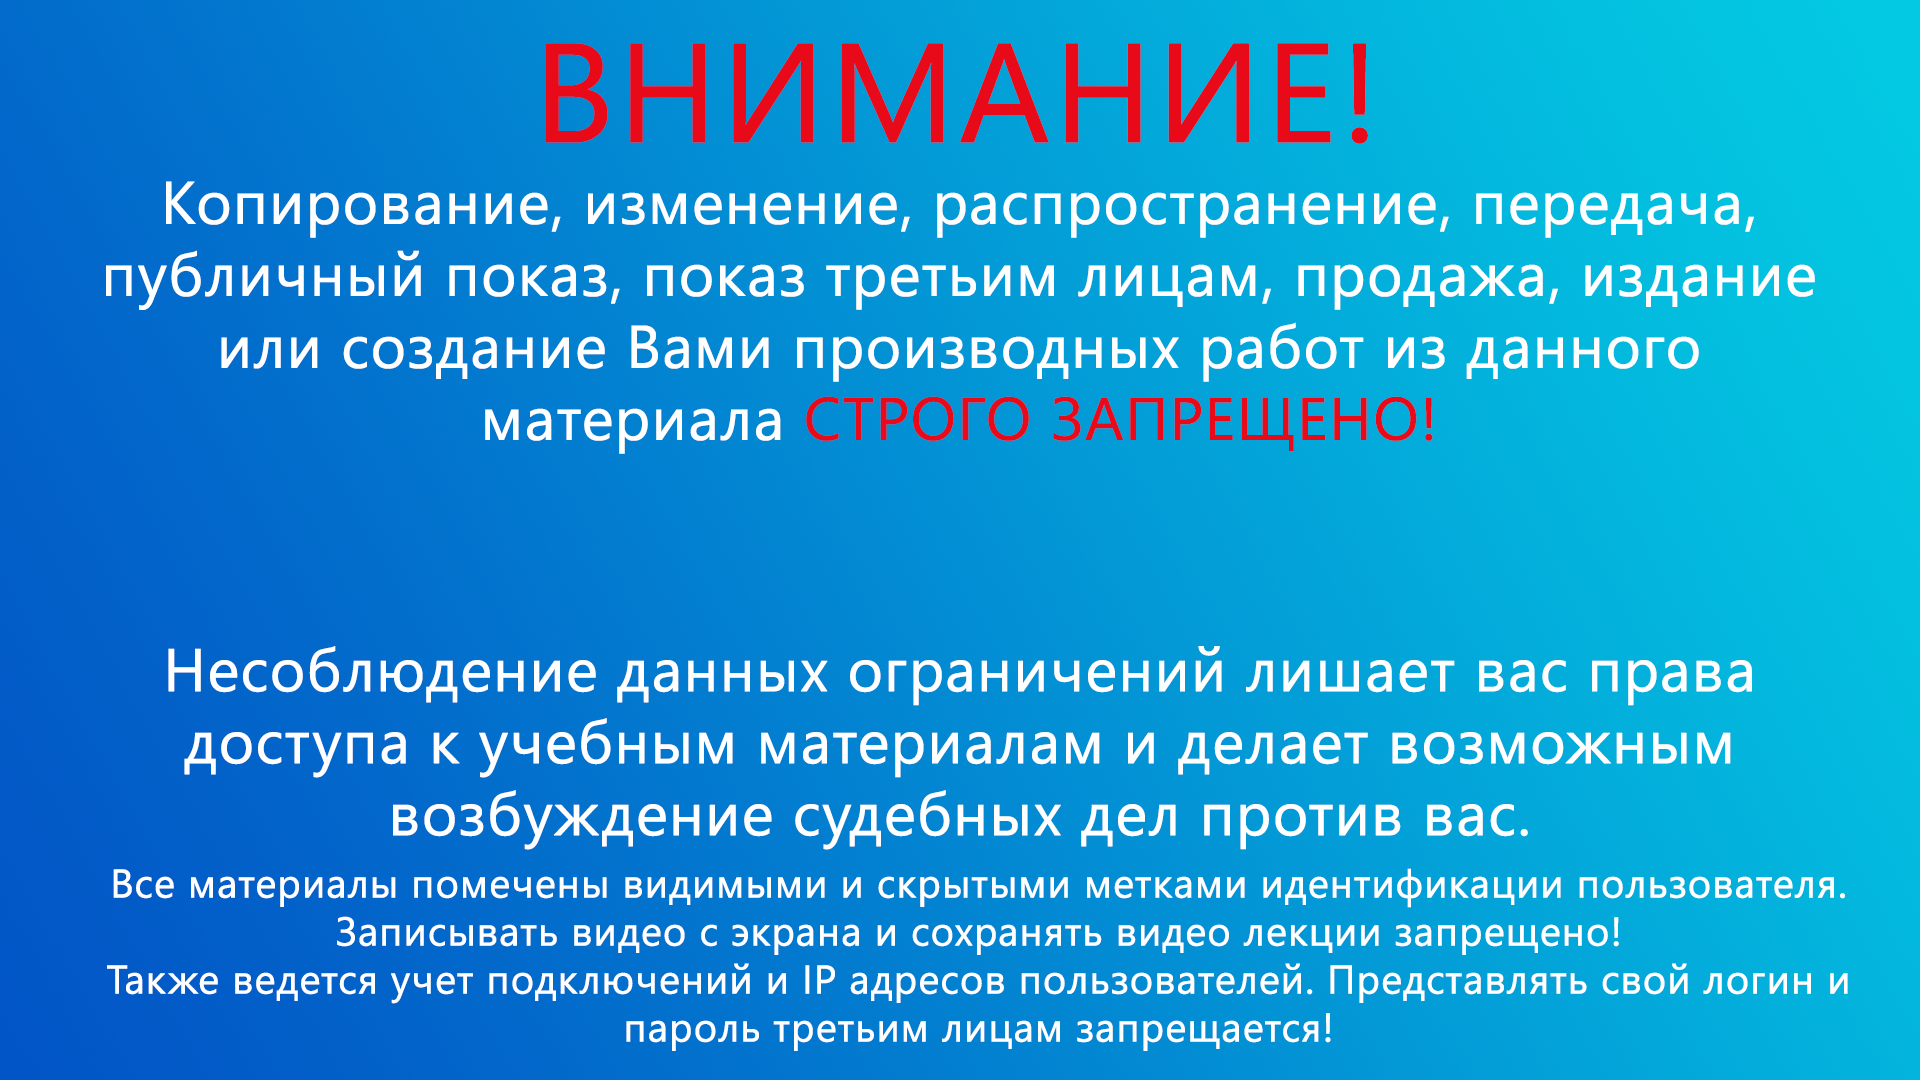 ВНИМАНИЕ!
Копирование, изменение, распространение, передача,
публичный показ, показ третьим лицам, продажа, издание
или создание Вами производных работ из данного
материала СТРОГО ЗАПРЕЩЕНО!
Несоблюдение данных ограничений лишает вас права
доступа к учебным материалам и делает возможным
возбуждение судебных дел против вас.
Все материалы помечены видимыми и скрытыми метками идентификации пользователя.
Записывать видео с экрана и сохранять видео лекции запрещено!
Также ведется учет подключений и IP адресов пользователей. Представлять свой логин и
пароль третьим лицам запрещается!